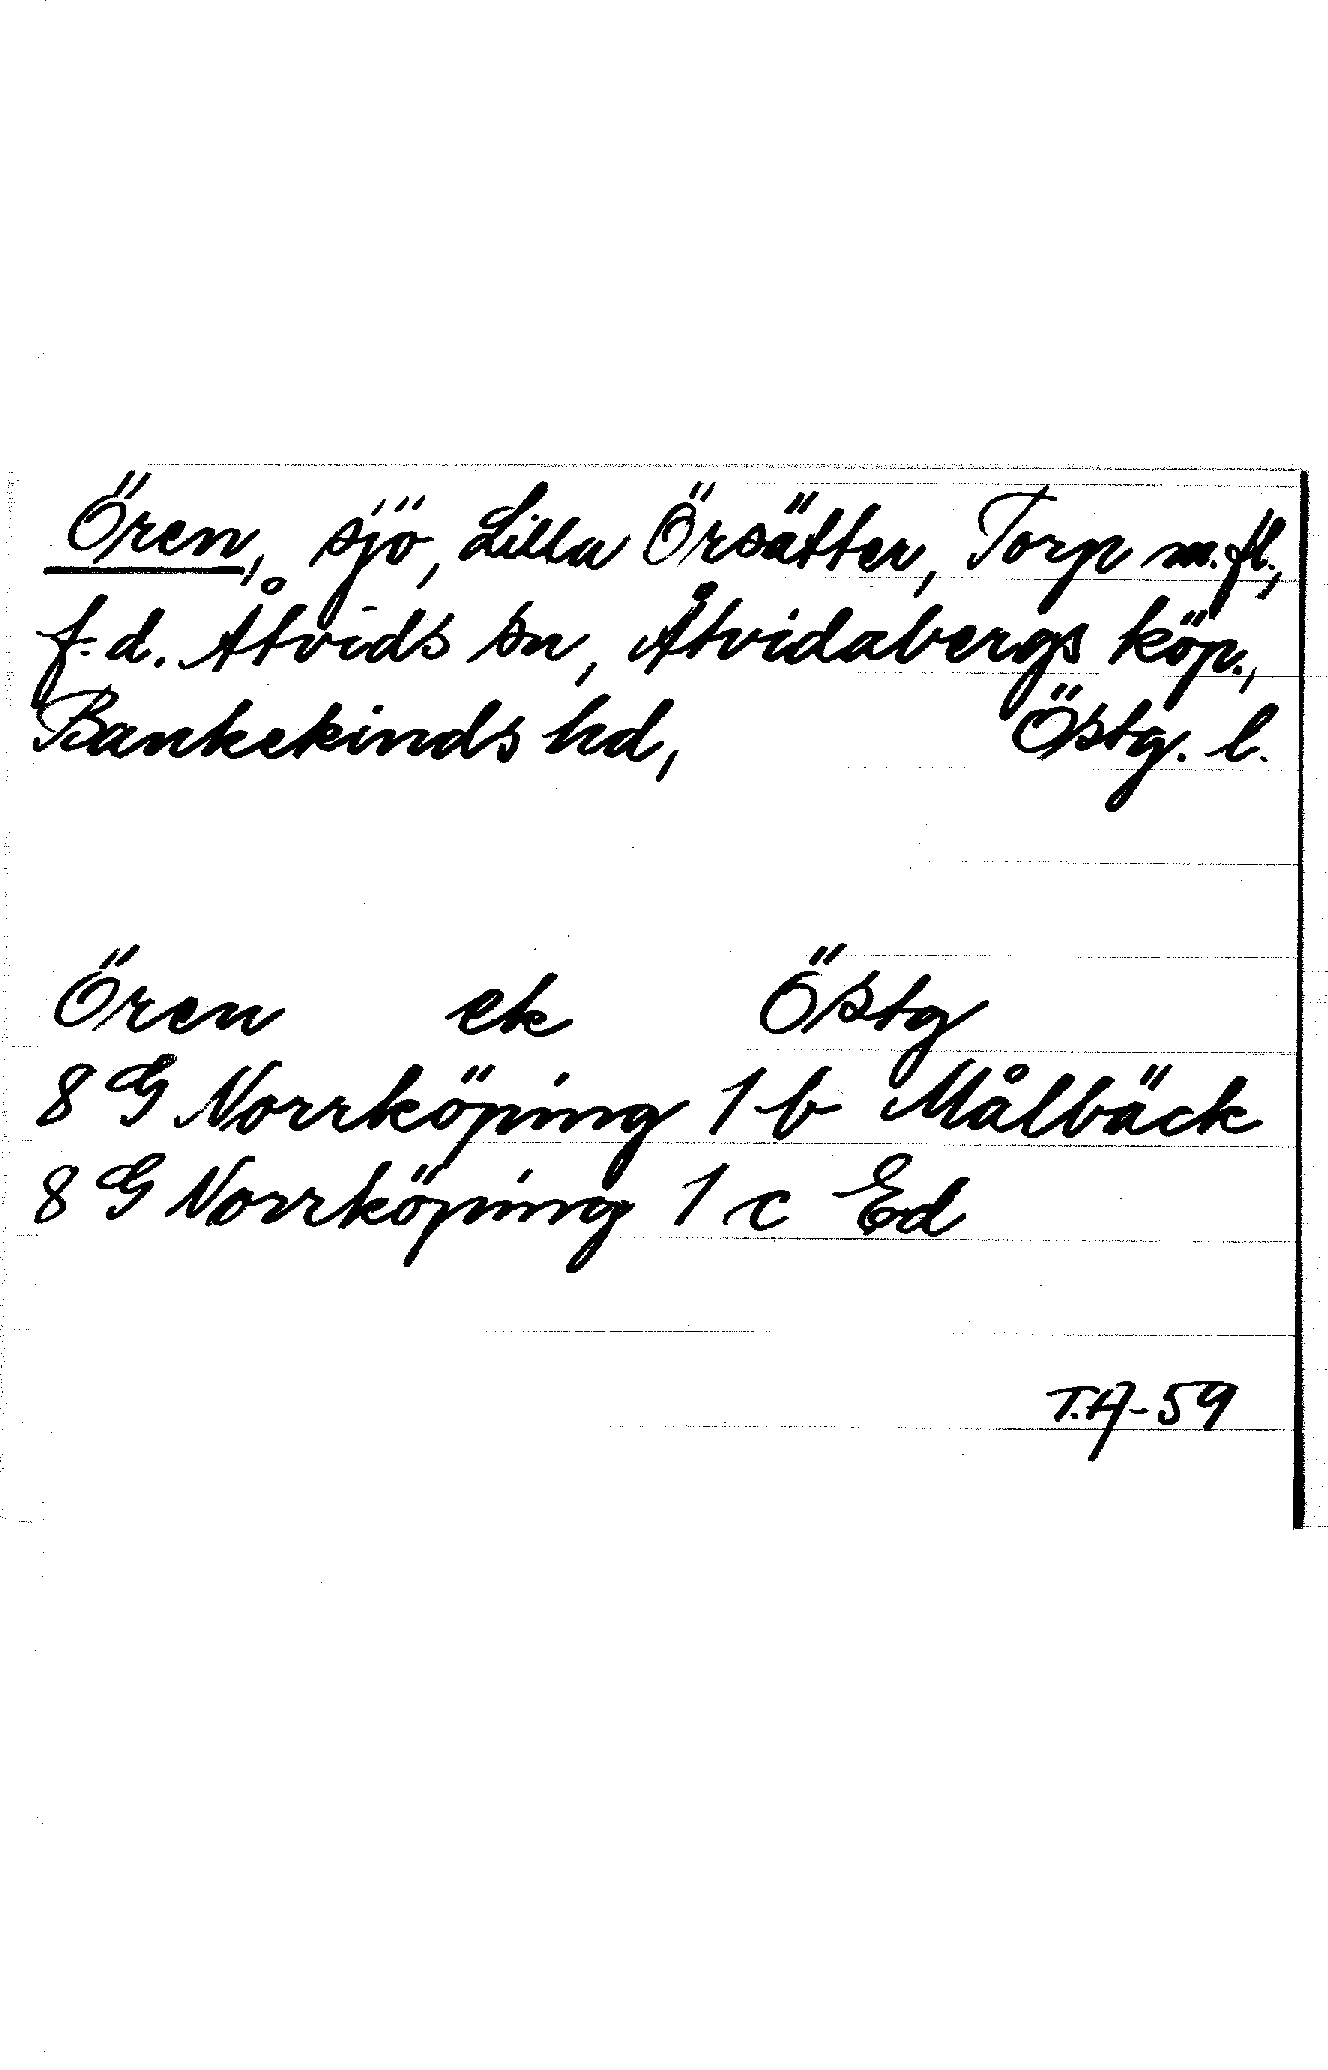 Ören, sjö, Lilla Örsätter, Torp m.fl.,
f.d. Åtvids sn, Åtvidabergs köp.,
Bankekinds hd, Östg. l.
Ören ek Östg
8 G Norrköping 1 b Målbäck
8 G Norrköping 1 c Ed
T.A-59